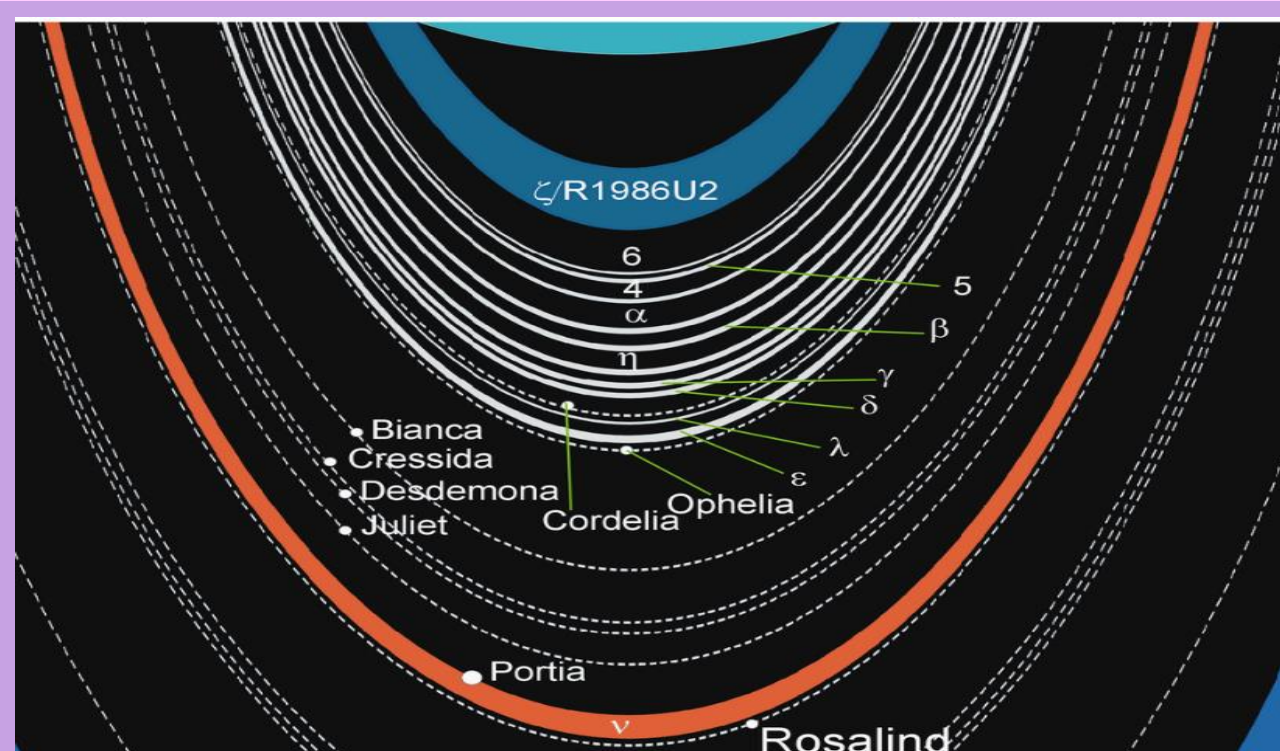 ζ/R1986U2
6
5
4
α
β
η
γ
δ
λ
ε
Bianca
Cressida
Desdemona
Juliet
Ophelia
Cordelia
Portia
ν
Rosalind